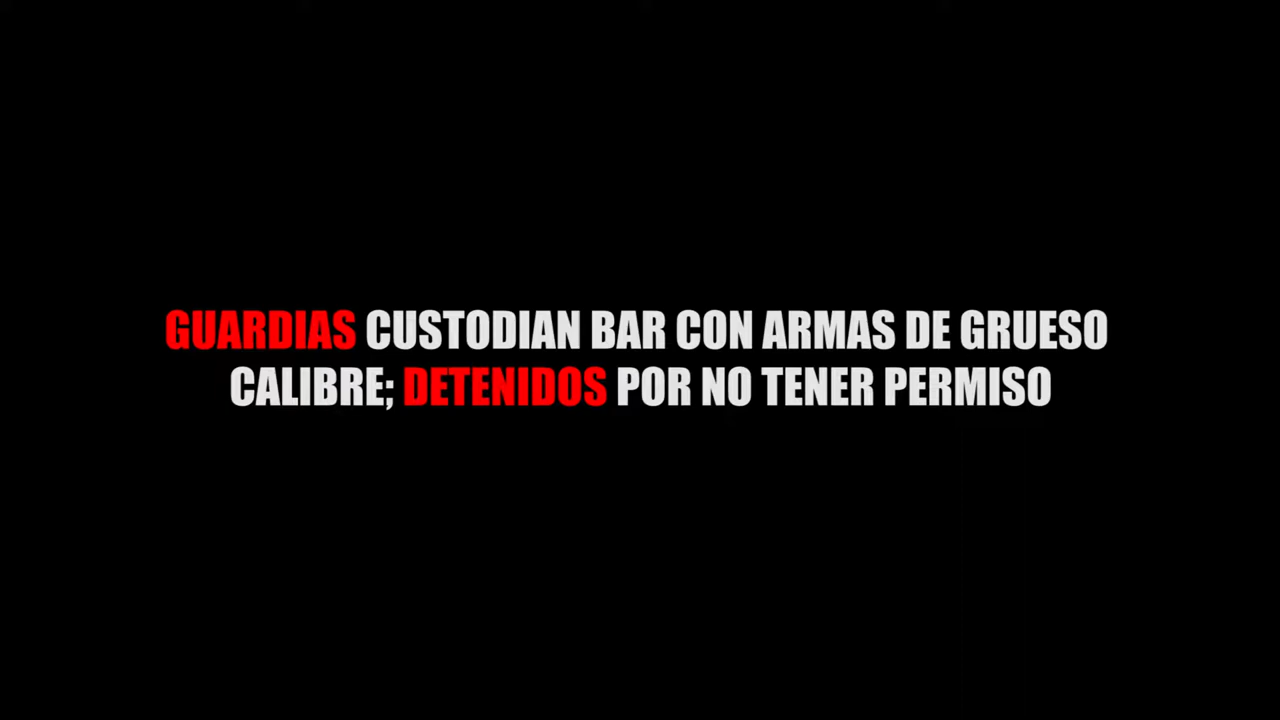 GUARDIAS CUSTODIAN BAR CON ARMAS DE GRUESO
CALIBRE; DETENIDOS POR NO TENER PERMISO